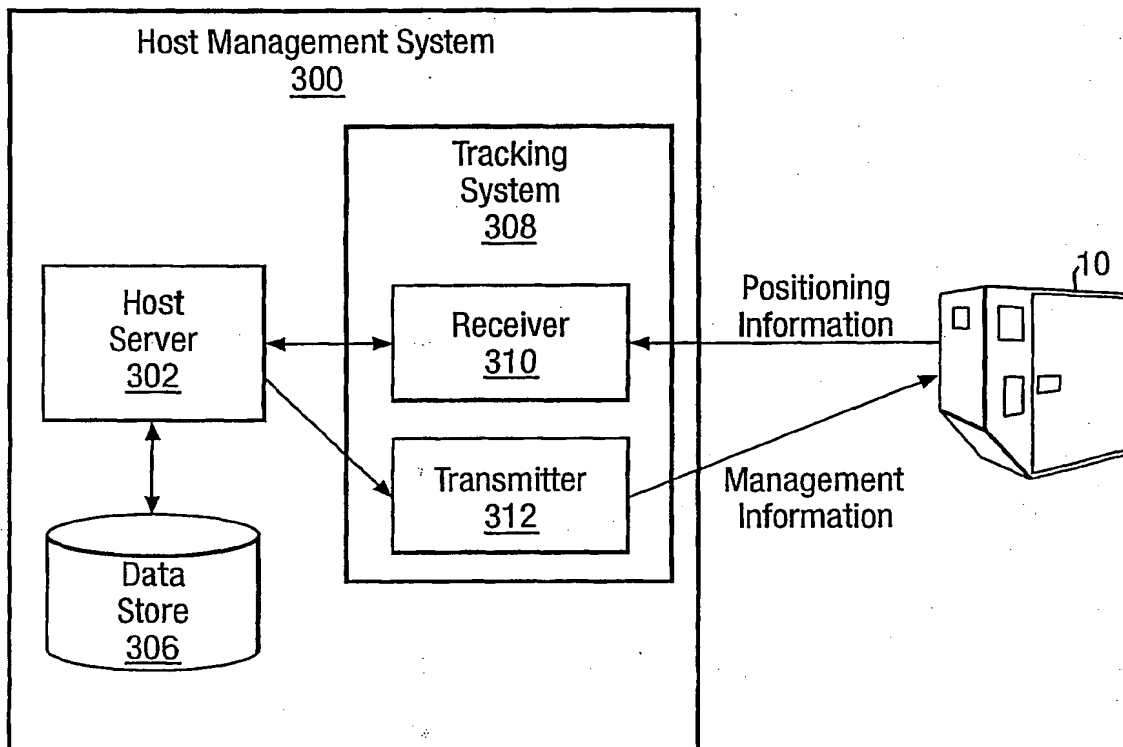 Host Management System
300
Tracking
System
308
Host
Server
302
Receiver
310
Transmitter
312
Data
Store
306
Positioning
Information
Management
Information
10